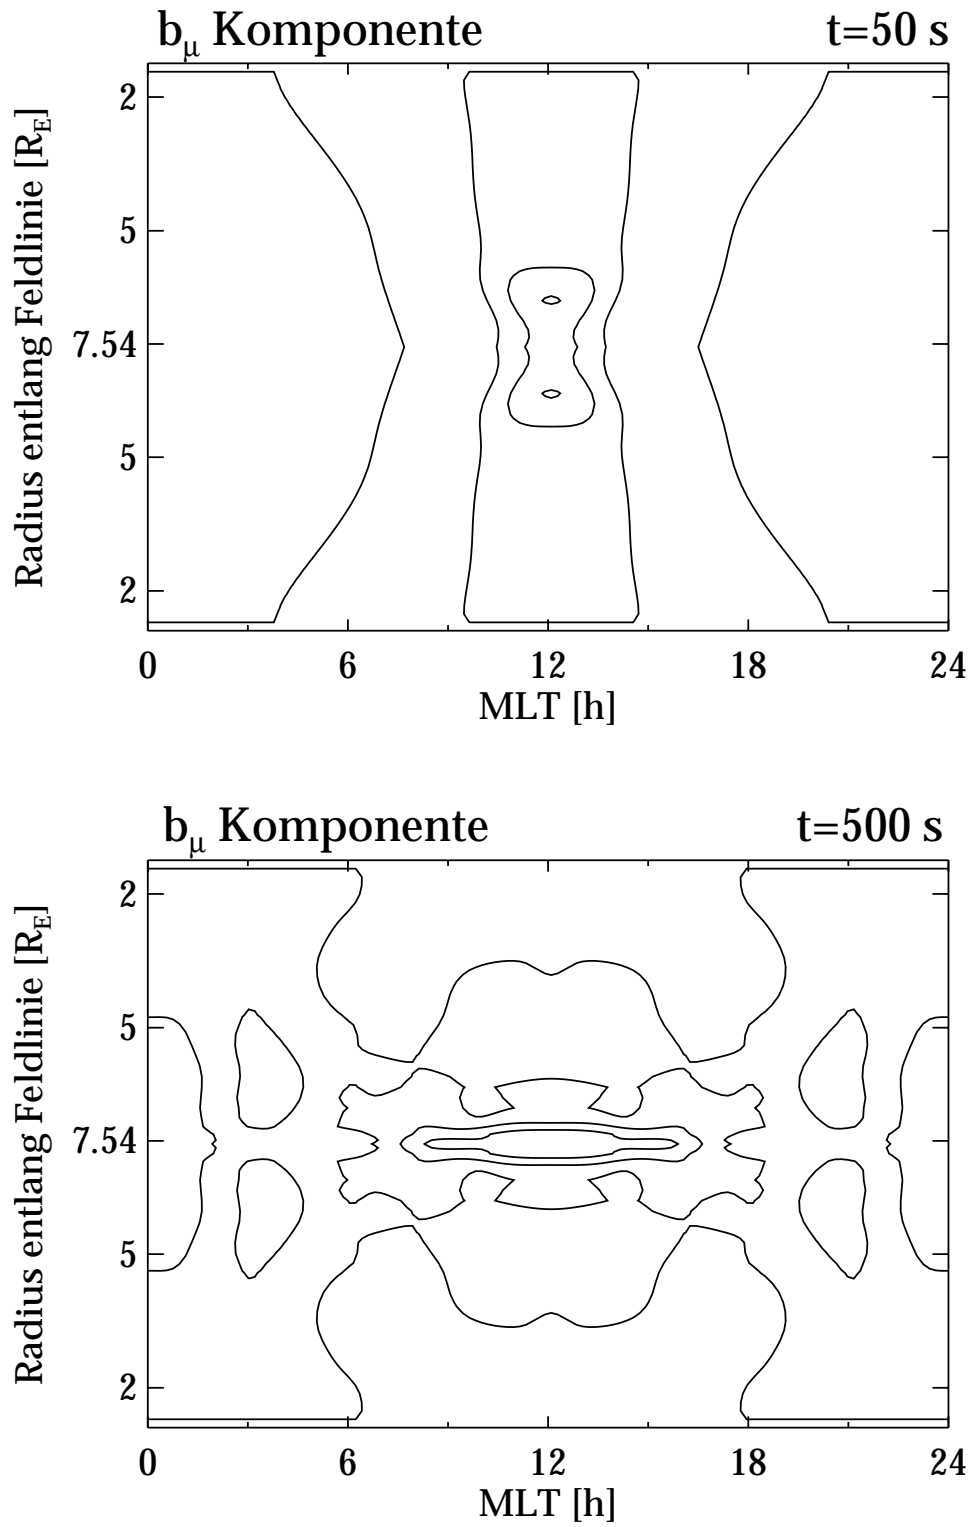 b_μ Komponente t=50 s
Radius entlang Feldlinie [R_E]
2
5
7.54
5
2
0 6 12 18 24
MLT [h]
b_μ Komponente t=500 s
Radius entlang Feldlinie [R_E]
2
5
7.54
5
2
0 6 12 18 24
MLT [h]